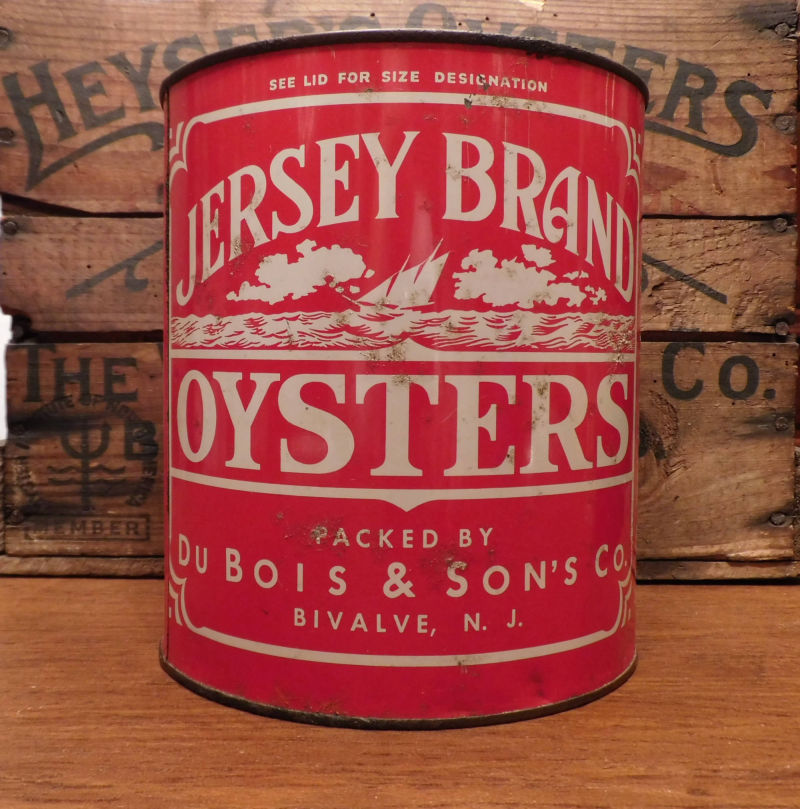 HEYSER'S OYSTERS
SEE LID FOR SIZE DESIGNATION
JERSEY BRAND
OYSTERS
PACKED BY
DU BOIS & SON'S CO.
BIVALVE, N. J.
THE
CO.
MEMBER